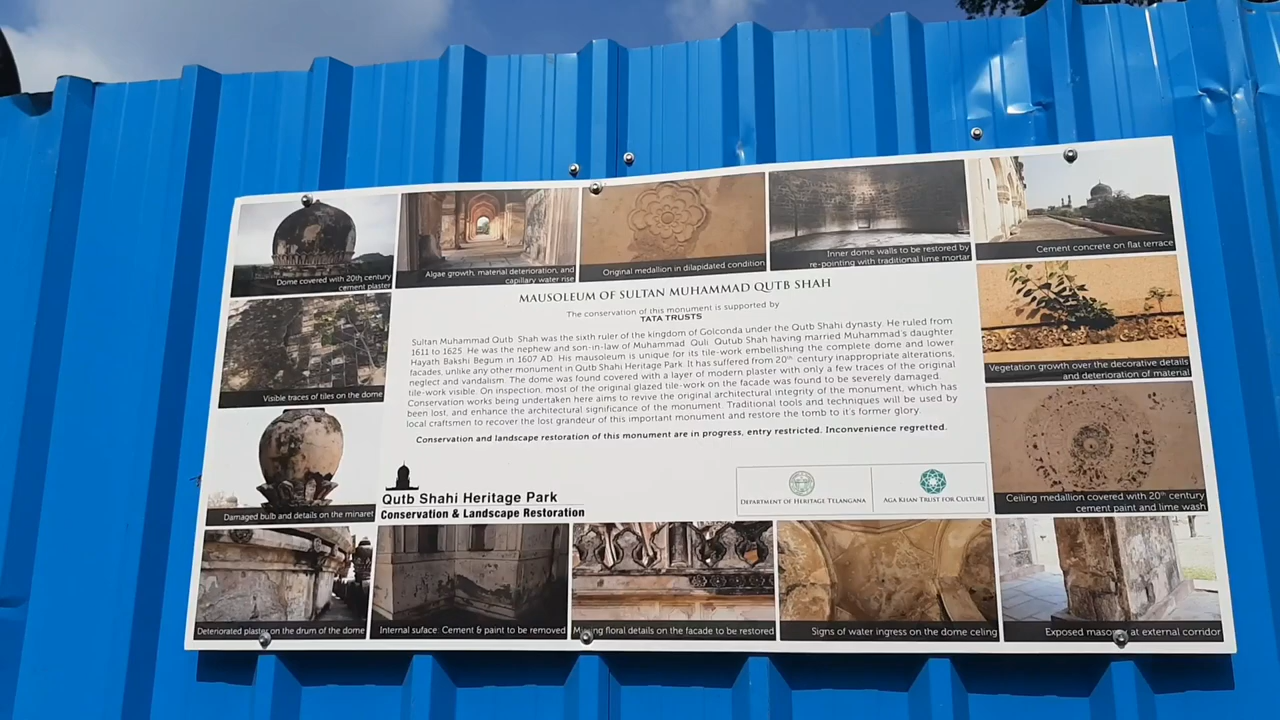 Dome covered with 20th century
cement plaster
Algae growth, material deterioration, and
capillary water rise
Original medallion in dilapidated condition
Inner dome walls to be restored by
re-pointing with traditional lime mortar
Cement concrete on flat terrace
Visible traces of tiles on the dome
MAUSOLEUM OF SULTAN MUHAMMAD QUTB SHAH
The conservation of this monument is supported by
TATA TRUSTS
Sultan Muhammad Qutb Shah was the sixth ruler of the kingdom of Golconda under the Qutb Shahi dynasty. He ruled from
1611 to 1625. He was the nephew and son-in-law of Muhammad Quli Qutub Shah having married Muhammad's daughter
Hayath Bakshi Begum in 1607 AD. His mausoleum is unique for its tile-work embellishing the complete dome and lower
facades, unlike any other monument in Qutb Shahi Heritage Park. It has suffered from 20th century inappropriate alterations,
neglect and vandalism. The dome was found covered with a layer of modern plaster with only a few traces of the original
tile-work visible. On inspection, most of the original glazed tile-work on the facade was found to be severely damaged.
Conservation works being undertaken here aims to revive the original architectural integrity of the monument, which has
been lost, and enhance the architectural significance of the monument. Traditional tools and techniques will be used by
local craftsmen to recover the lost grandeur of this important monument and restore the tomb to it's former glory.
Conservation and landscape restoration of this monument are in progress, entry restricted. Inconvenience regretted.
Vegetation growth over the decorative details
and deterioration of material
Damaged bulb and details on the minaret
Qutb Shahi Heritage Park
Conservation & Landscape Restoration
DEPARTMENT OF HERITAGE TELANGANA
AGA KHAN TRUST FOR CULTURE
Ceiling medallion covered with 20th century
cement paint and lime wash
Deteriorated plaster on the drum of the dome
Internal suface: Cement & paint to be removed
Missing floral details on the facade to be restored
Signs of water ingress on the dome celing
Exposed masonry at external corridor